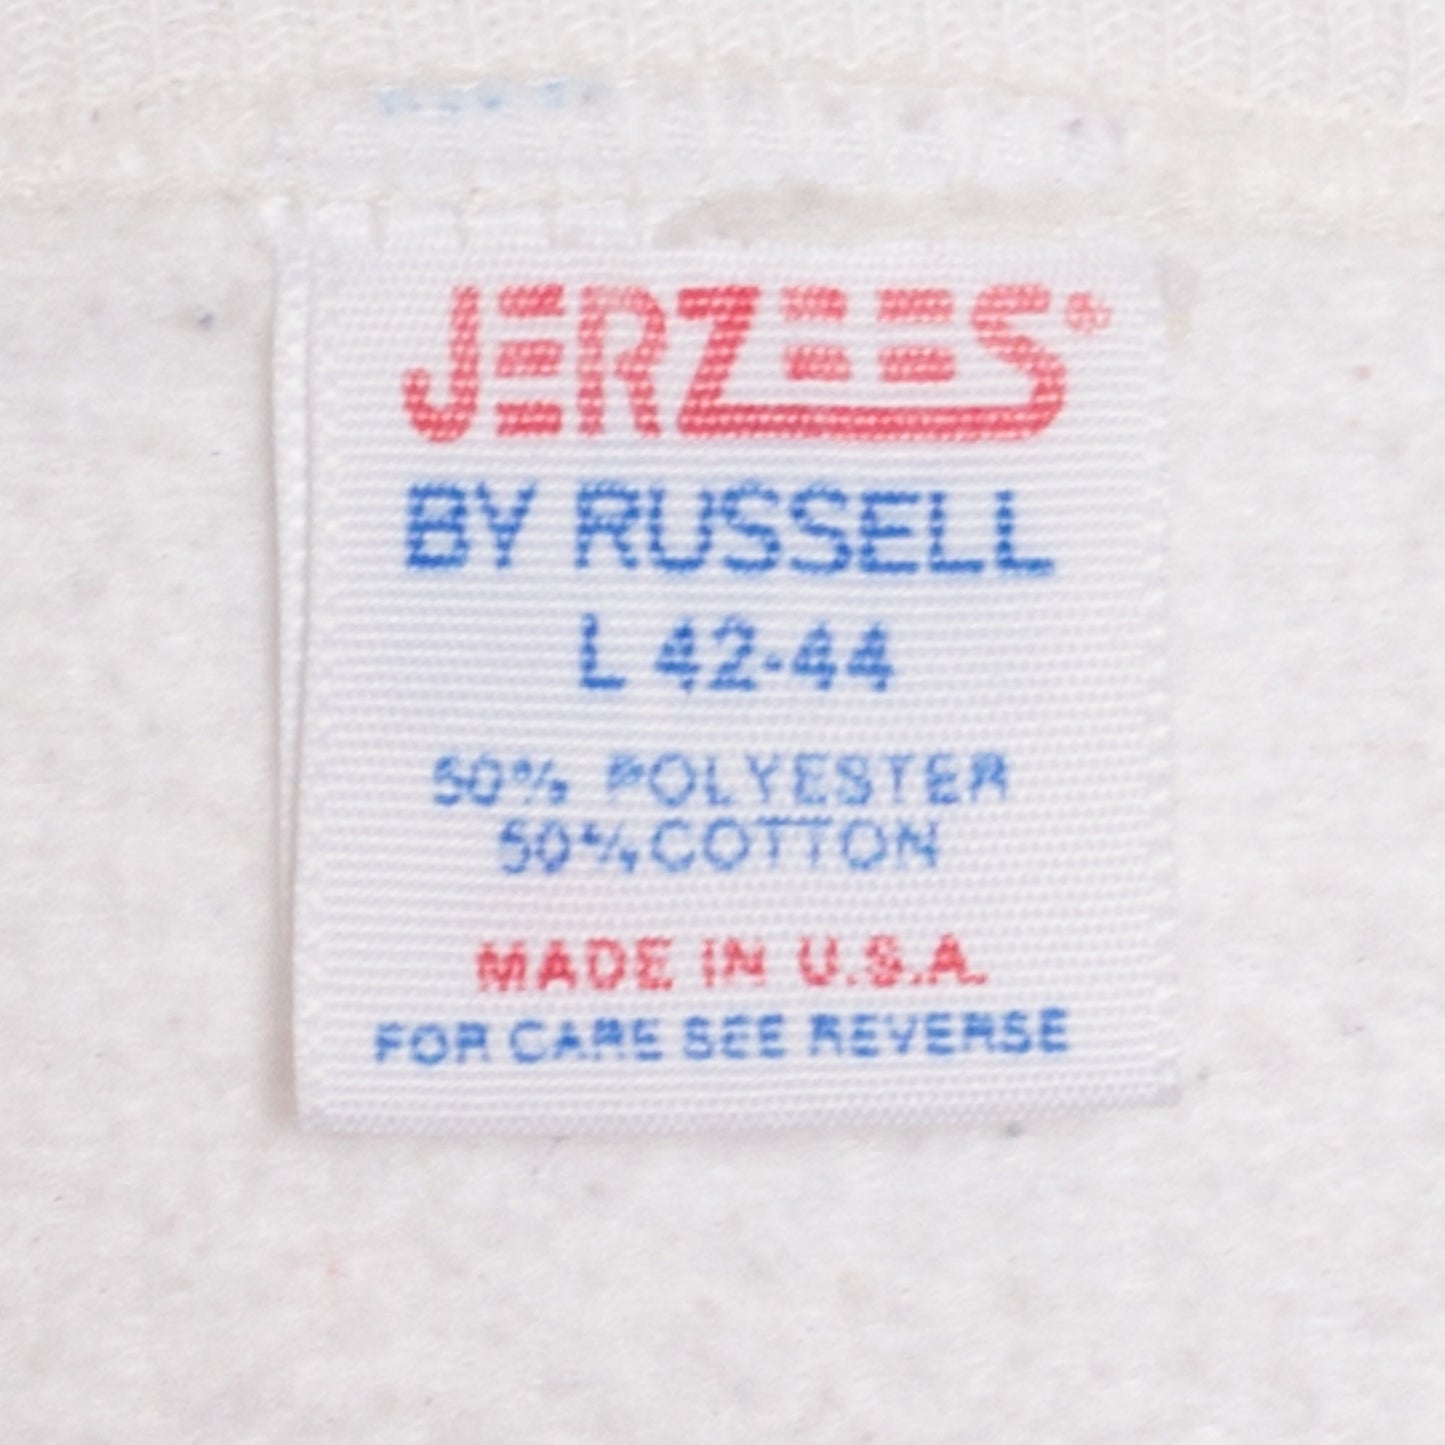 JERZEES®
BY RUSSELL
L 42-44
50% POLYESTER
50% COTTON
MADE IN U.S.A.
FOR CARE SEE REVERSE